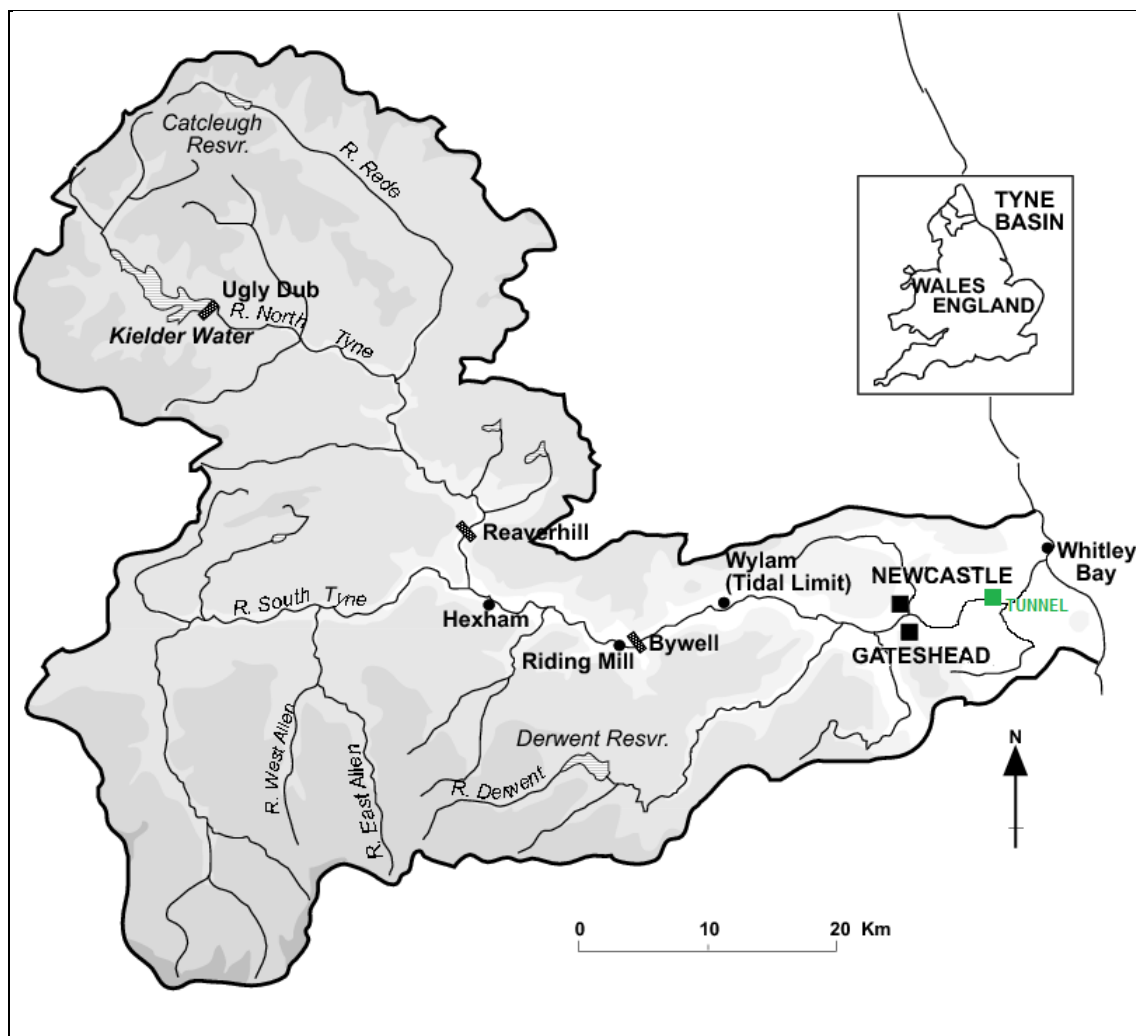 Catcleugh
Resvr.
R. Rede
TYNE
BASIN
WALES
ENGLAND
Ugly Dub
R. North
Tyne
Kielder Water
Reaverhill
Wylam
(Tidal Limit)
NEWCASTLE
Whitley
Bay
TUNNEL
R. South Tyne
Hexham
Bywell
Riding Mill
GATESHEAD
R. West Allen
R. East Allen
Derwent Resvr.
R. Derwent
N
0 10 20 Km